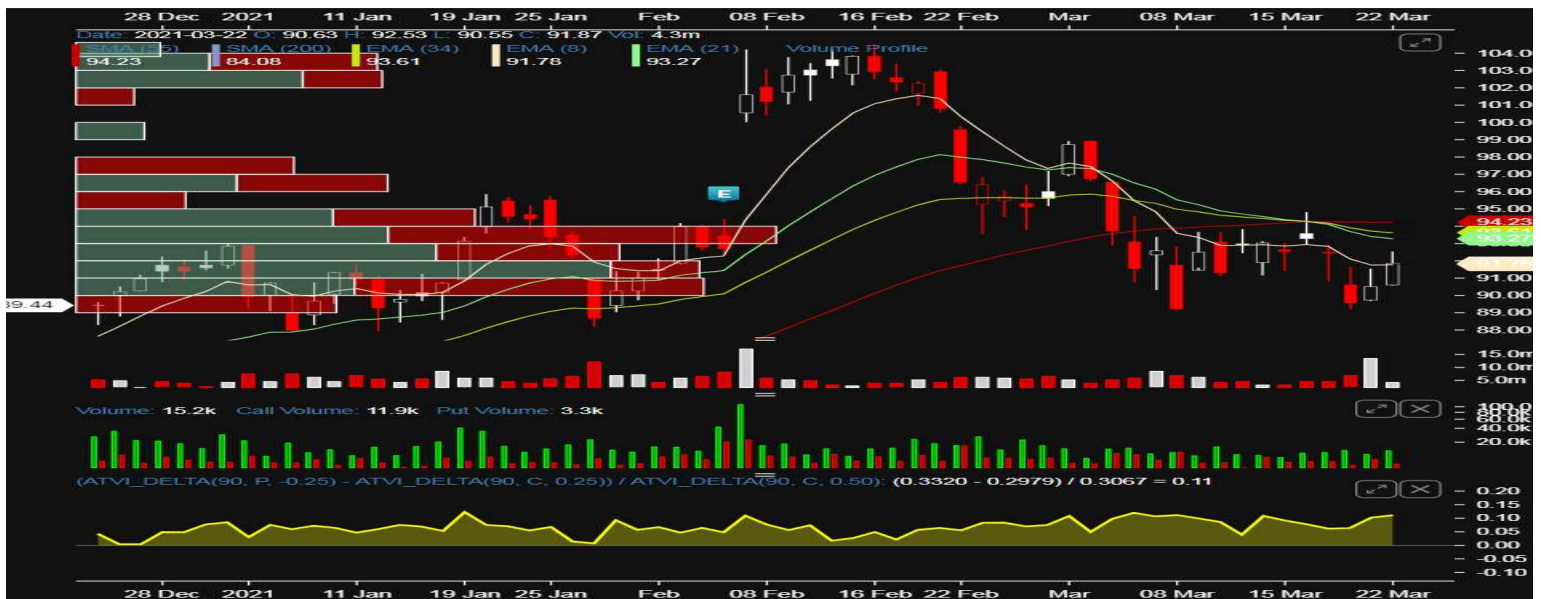 28 Dec 2021 11 Jan 19 Jan 25 Jan Feb 08 Feb 16 Feb 22 Feb Mar 08 Mar 15 Mar 22 Mar
Date: 2021-03-22 O: 90.63 H: 92.53 L: 90.55 C: 91.87 Vol: 4.3m
SMA (55) SMA (200) EMA (34) EMA (8) EMA (21) Volume Profile
94.23 84.08 93.61 91.78 93.27
104.0
103.0
102.0
101.0
100.0
99.00
98.00
97.00
96.00
E
95.00
94.23
93.27
91.00
90.00
89.00
88.00
15.0m
10.0m
5.0m
Volume: 15.2k Call Volume: 11.9k Put Volume: 3.3k
100.0
60.0k
40.0k
20.0k
(ATVI_DELTA(90, P, -0.25) - ATVI_DELTA(90, C, 0.25)) / ATVI_DELTA(90, C, 0.50): (0.3320 - 0.2979) / 0.3067 = 0.11
0.20
0.15
0.10
0.05
0.00
-0.05
-0.10
28 Dec 2021 11 Jan 19 Jan 25 Jan Feb 08 Feb 16 Feb 22 Feb Mar 08 Mar 15 Mar 22 Mar